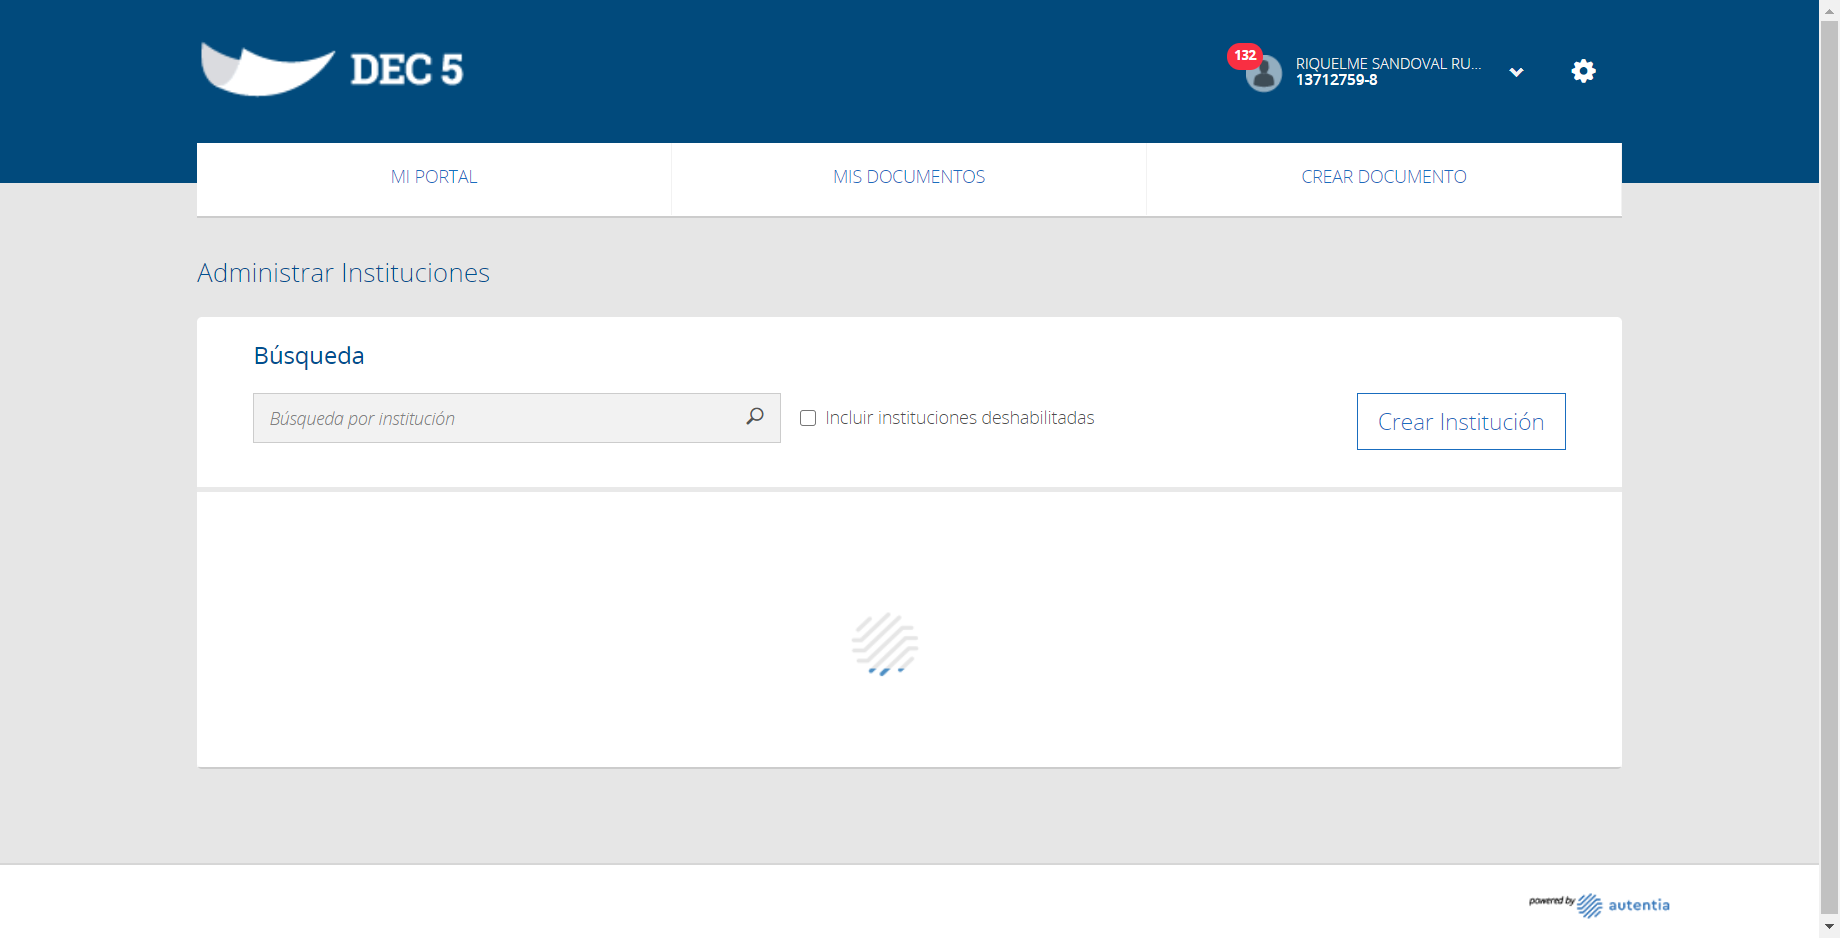 DEC 5
132
RIQUELME SANDOVAL RU...
13712759-8
MI PORTAL
MIS DOCUMENTOS
CREAR DOCUMENTO
Administrar Instituciones
Búsqueda
Búsqueda por institución
Incluir instituciones deshabilitadas
Crear Institución
powered by autentia